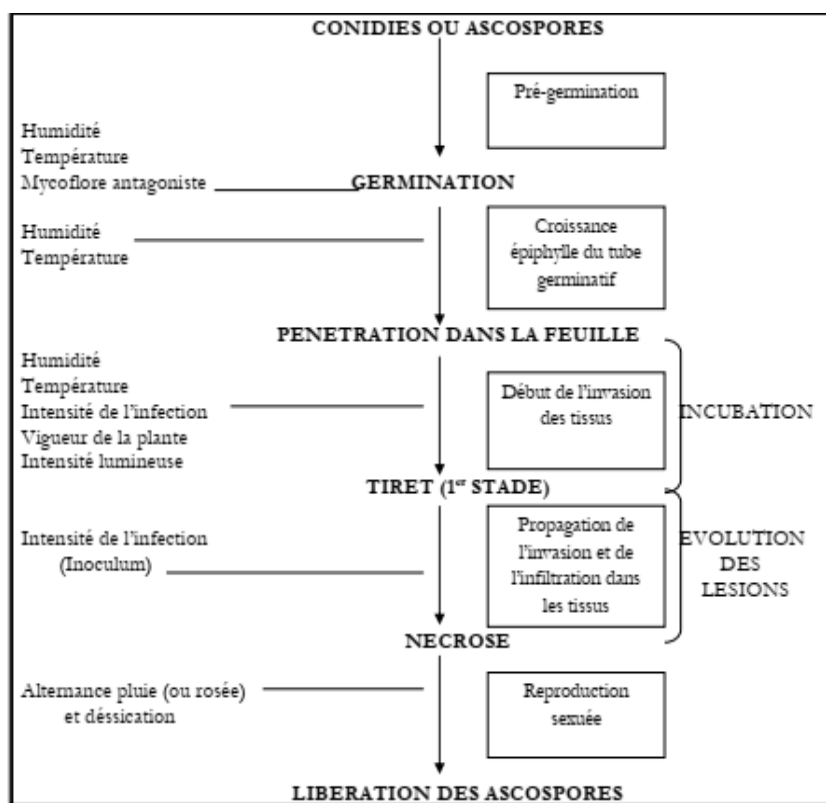 CONIDIES OU ASCOSPORES
Pré-germination
Humidité
Température
Mycoflore antagoniste
GERMINATION
Humidité
Température
Croissance
épiphylle du tube
germinatif
PENETRATION DANS LA FEUILLE
Humidité
Température
Intensité de l'infection
Vigueur de la plante
Intensité lumineuse
Début de l'invasion
des tissus
INCUBATION
TIRET (1er STADE)
Intensité de l'infection
(Inoculum)
Propagation de
l'invasion et de
l'infiltration dans
les tissus
EVOLUTION
DES
LESIONS
NECROSE
Alternance pluie (ou rosée)
et déssication
Reproduction
sexuée
LIBERATION DES ASCOSPORES